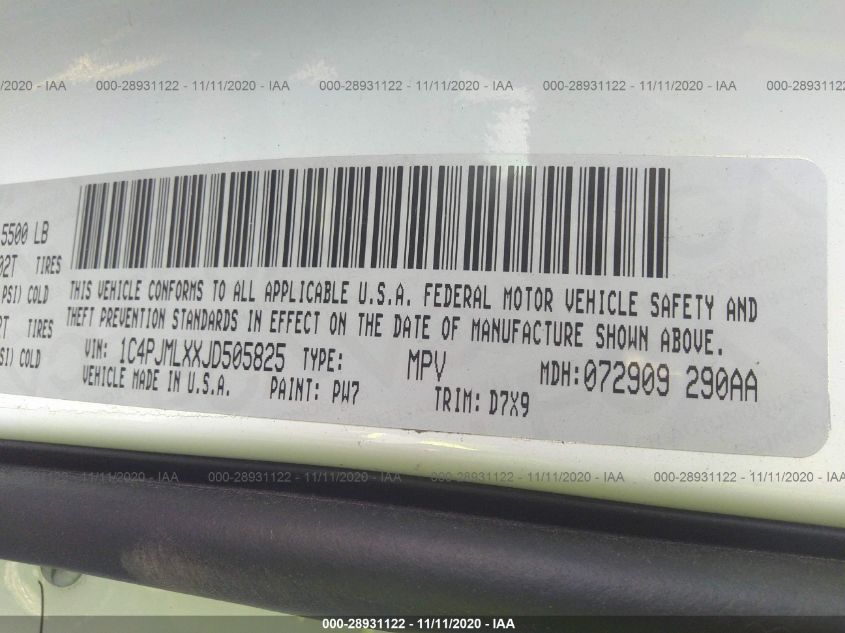 11/11/2020 - IAA 000-28931122 - 11/11/2020 - IAA 000-28931122 - 11/11/2020 - IAA 000-28931122 - 11/11/2020 - IAA 000-28931122
5500 LB
02T TIRES
PSI) COLD
TIRES
SI) COLD
THIS VEHICLE CONFORMS TO ALL APPLICABLE U.S.A. FEDERAL MOTOR VEHICLE SAFETY AND
THEFT PREVENTION STANDARDS IN EFFECT ON THE DATE OF MANUFACTURE SHOWN ABOVE.
VIN: 1C4PJMLXXJD505825 TYPE: MPV MDH:072909 290AA
VEHICLE MADE IN U.S.A. PAINT: PW7 TRIM: D7X9
11/11/2020 - IAA 000-28931122 - 11/11/2020 - IAA 000-28931122 - 11/11/2020 - IAA 000-28931122 - 11/11/2020
000-28931122 - 11/11/2020 - IAA